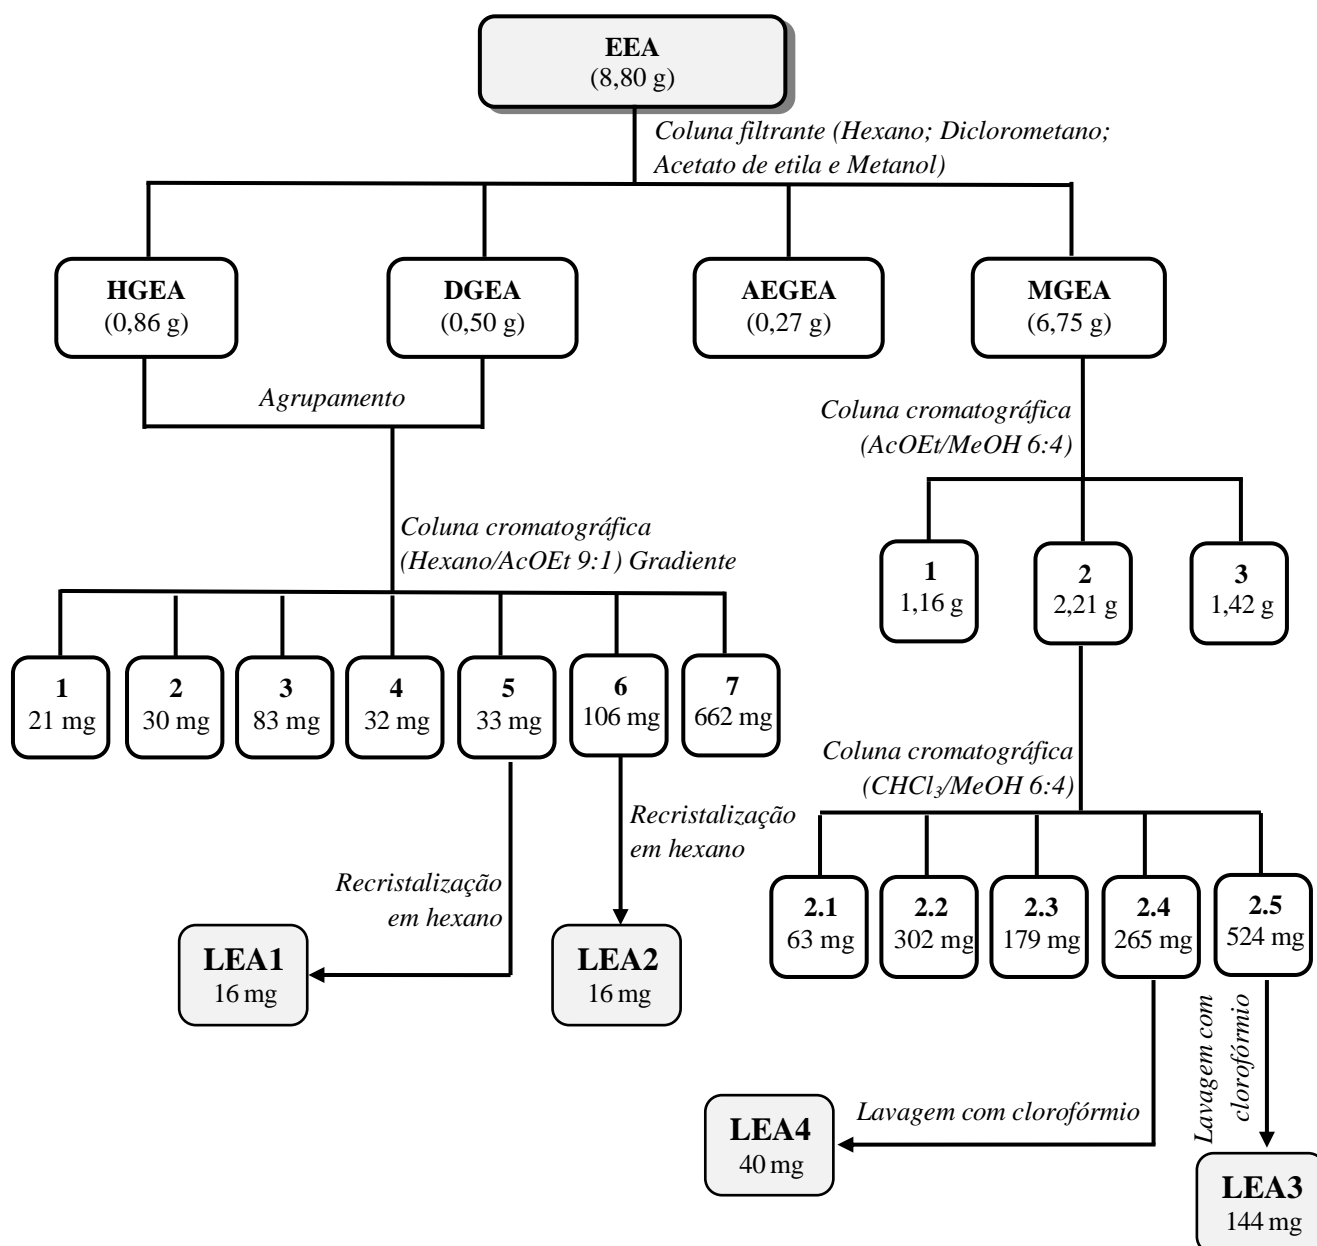 EEA
(8,80 g)
Coluna filtrante (Hexano; Diclorometano;
Acetato de etila e Metanol)
HGEA
(0,86 g)
DGEA
(0,50 g)
AEGEA
(0,27 g)
MGEA
(6,75 g)
Agrupamento
Coluna cromatográfica
(AcOEt/MeOH 6:4)
Coluna cromatográfica
(Hexano/AcOEt 9:1) Gradiente
1
1,16 g
2
2,21 g
3
1,42 g
1
21 mg
2
30 mg
3
83 mg
4
32 mg
5
33 mg
6
106 mg
7
662 mg
Coluna cromatográfica
(CHCl₃/MeOH 6:4)
Recristalização
em hexano
Recristalização
em hexano
2.1
63 mg
2.2
302 mg
2.3
179 mg
2.4
265 mg
2.5
524 mg
LEA1
16 mg
LEA2
16 mg
Lavagem com
clorofórmio
Lavagem com clorofórmio
LEA4
40 mg
LEA3
144 mg